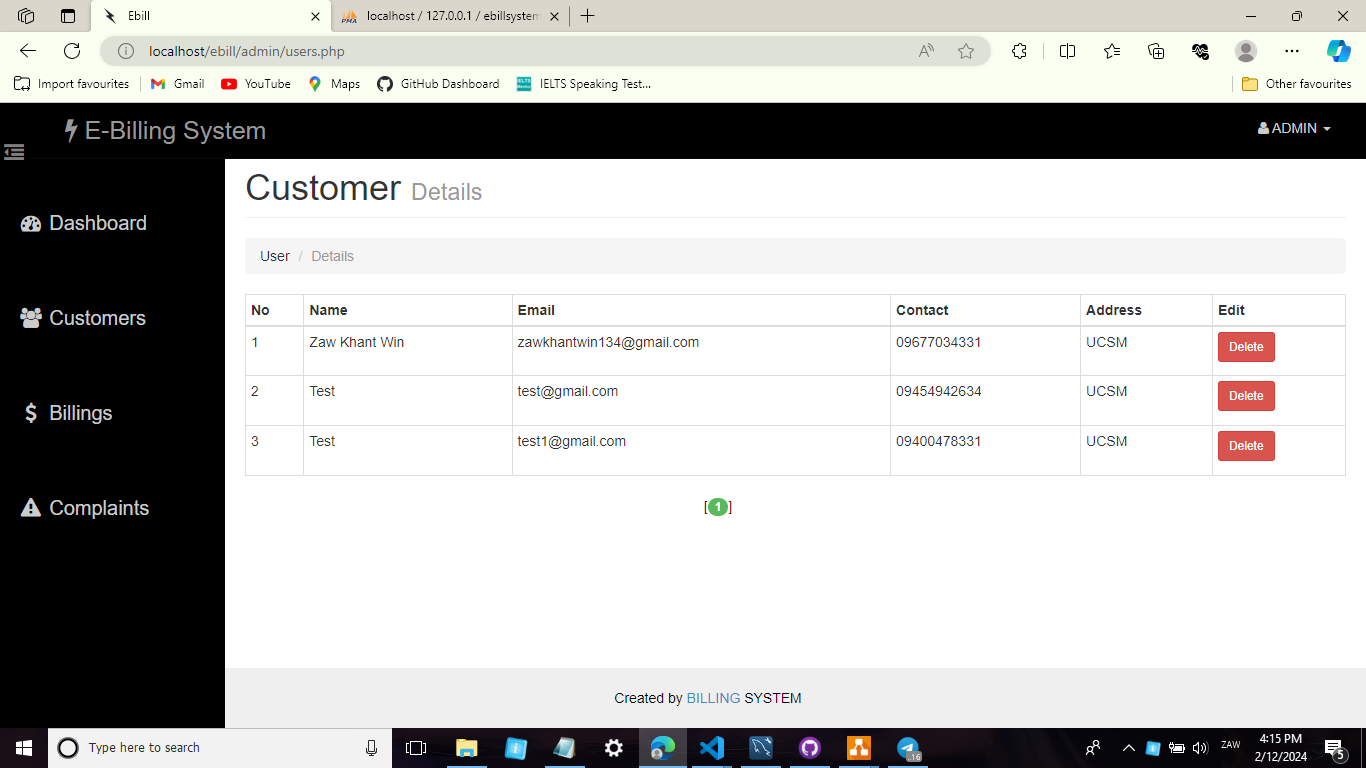 Ebill
localhost / 127.0.0.1 / ebillsystem
localhost/ebill/admin/users.php
Import favourites
Gmail
YouTube
Maps
GitHub Dashboard
IELTS Speaking Test...
Other favourites
E-Billing System
ADMIN
Customer Details
Dashboard
User / Details
No Name Email Contact Address Edit
1 Zaw Khant Win zawkhantwin134@gmail.com 09677034331 UCSM Delete
2 Test test@gmail.com 09454942634 UCSM Delete
3 Test test1@gmail.com 09400478331 UCSM Delete
Customers
Billings
Complaints
[1]
Created by BILLING SYSTEM
Type here to search
16
ZAW
4:15 PM
2/12/2024
5